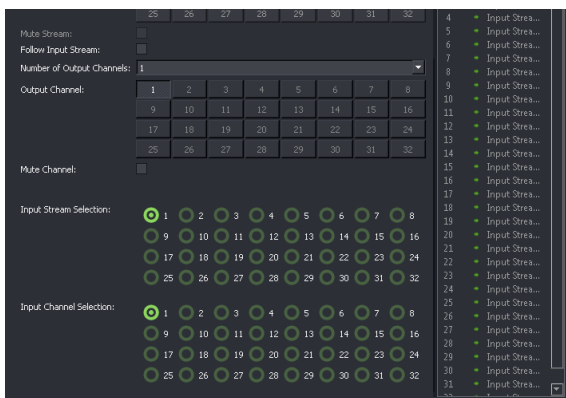 25 26 27 28 29 30 31 32
Mute Stream:
Follow Input Stream:
Number of Output Channels: 1
Output Channel: 1 2 3 4 5 6 7 8
9 10 11 12 13 14 15 16
17 18 19 20 21 22 23 24
25 26 27 28 29 30 31 32
Mute Channel:
Input Stream Selection: 1 2 3 4 5 6 7 8
9 10 11 12 13 14 15 16
17 18 19 20 21 22 23 24
25 26 27 28 29 30 31 32
Input Channel Selection: 1 2 3 4 5 6 7 8
9 10 11 12 13 14 15 16
17 18 19 20 21 22 23 24
25 26 27 28 29 30 31 32
4 Input Strea...
5 Input Strea...
6 Input Strea...
7 Input Strea...
8 Input Strea...
9 Input Strea...
10 Input Strea...
11 Input Strea...
12 Input Strea...
13 Input Strea...
14 Input Strea...
15 Input Strea...
16 Input Strea...
17 Input Strea...
18 Input Strea...
19 Input Strea...
20 Input Strea...
21 Input Strea...
22 Input Strea...
23 Input Strea...
24 Input Strea...
25 Input Strea...
26 Input Strea...
27 Input Strea...
28 Input Strea...
29 Input Strea...
30 Input Strea...
31 Input Strea...